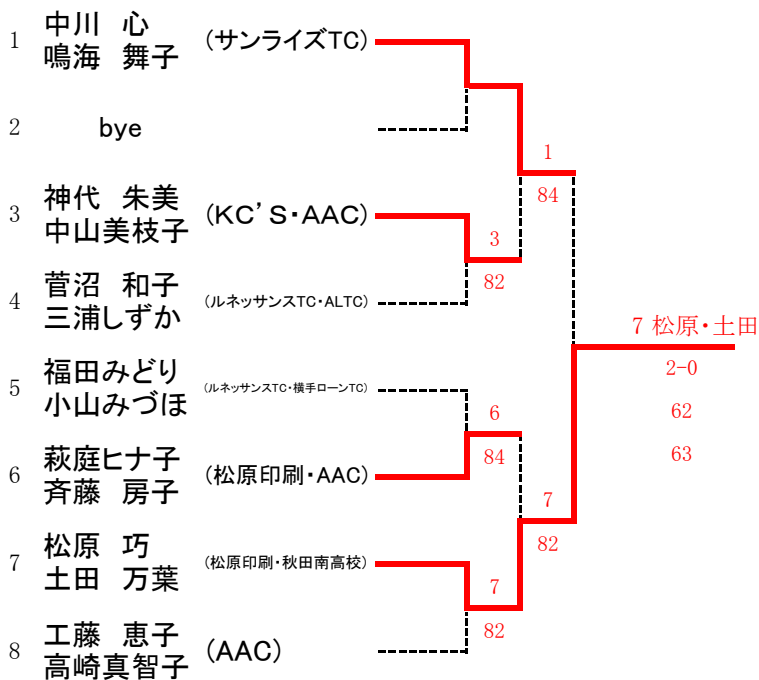 1 中川 心 (サンライズTC)
鳴海 舞子
2 bye
1
84
3 神代 朱美 (KC'S・AAC)
中山美枝子
3
82
4 菅沼 和子 (ルネッサンスTC・ALTC)
三浦しずか
7 松原・土田
2-0
62
63
5 福田みどり (ルネッサンスTC・横手ローンTC)
小山みづほ
6
84
6 萩庭ヒナ子 (松原印刷・AAC)
斉藤 房子
7
82
7 松原 巧 (松原印刷・秋田南高校)
土田 万葉
7
82
8 工藤 恵子 (AAC)
高崎真智子